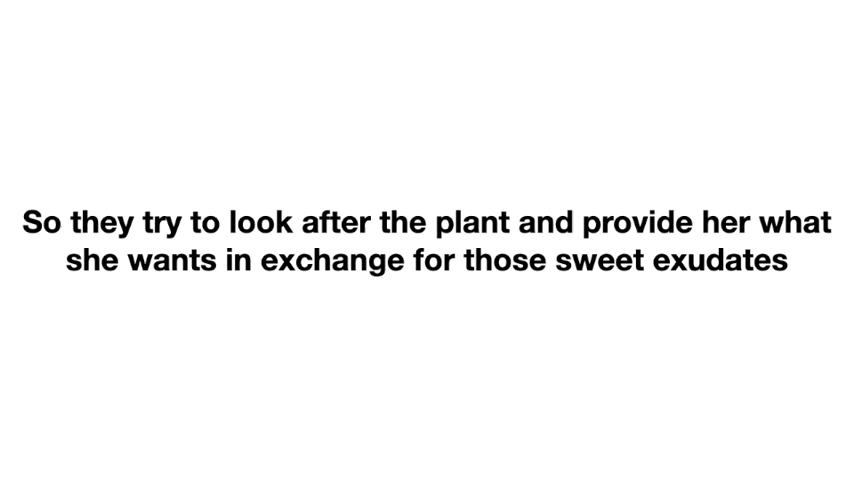 So they try to look after the plant and provide her what
she wants in exchange for those sweet exudates